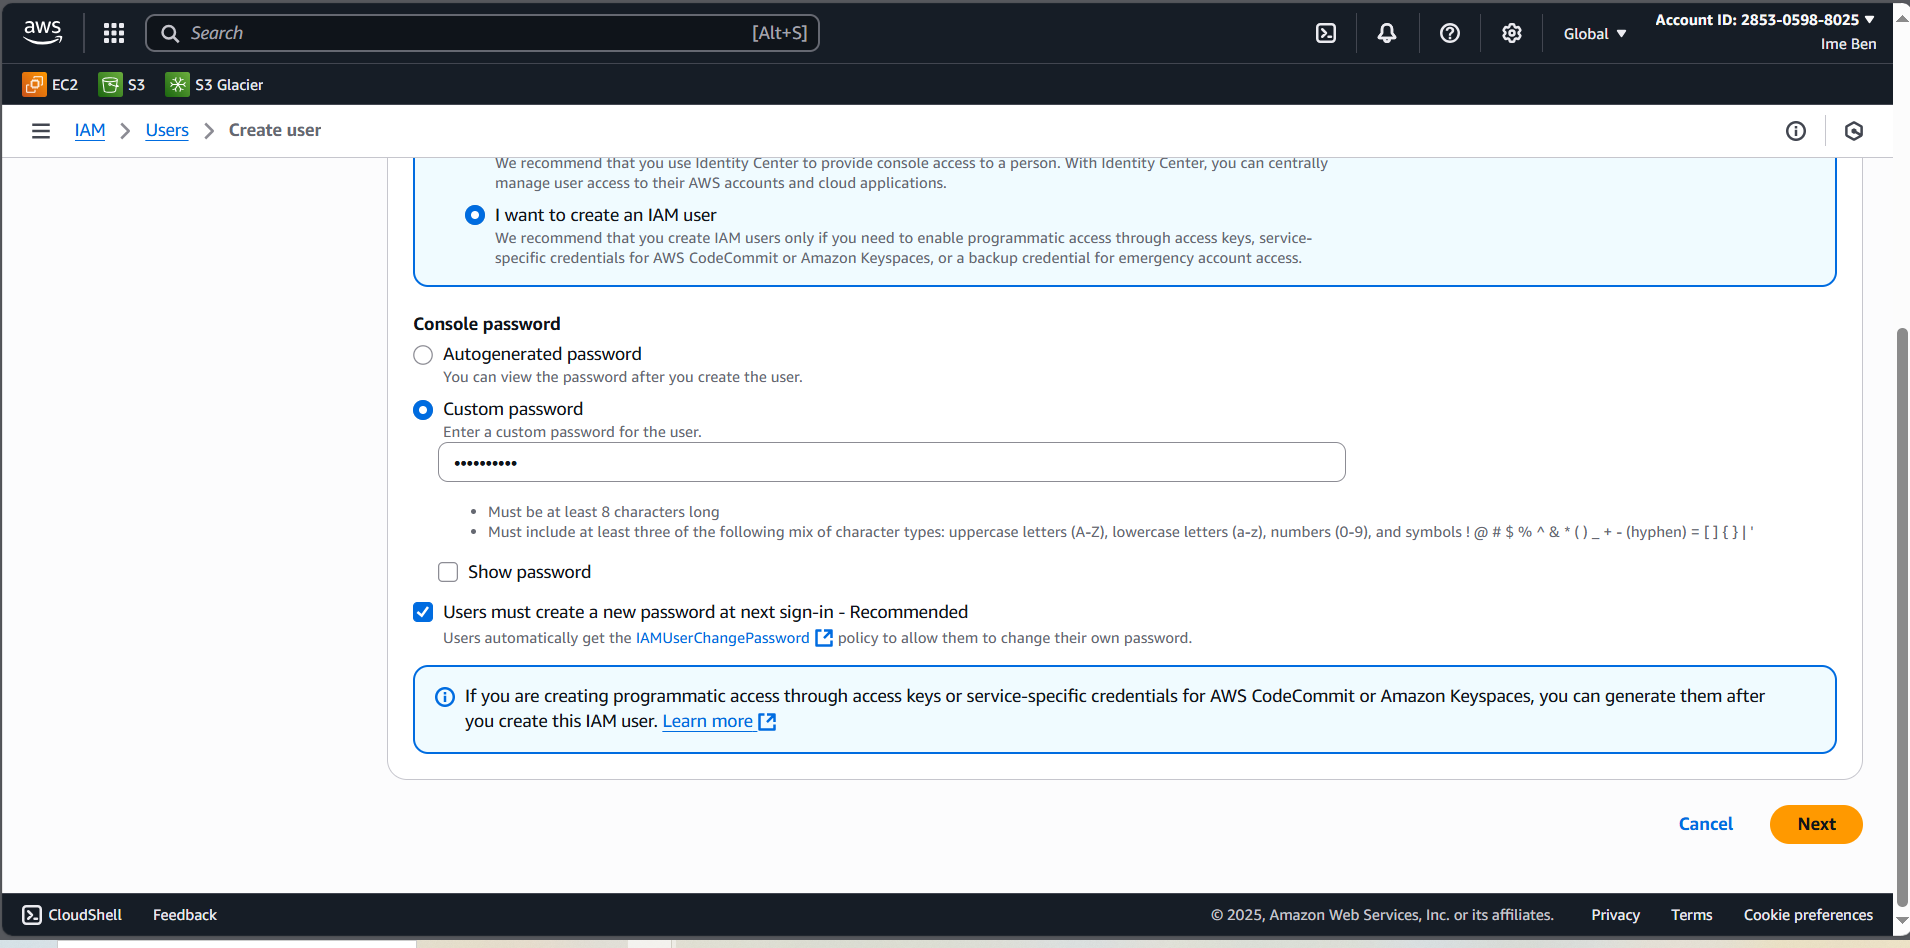 aws
Search [Alt+S]
Global ▼
Account ID: 2853-0598-8025 ▼
Ime Ben
EC2
S3
S3 Glacier
IAM > Users > Create user
We recommend that you use Identity Center to provide console access to a person. With Identity Center, you can centrally
manage user access to their AWS accounts and cloud applications.
I want to create an IAM user
We recommend that you create IAM users only if you need to enable programmatic access through access keys, service-
specific credentials for AWS CodeCommit or Amazon Keyspaces, or a backup credential for emergency account access.
Console password
Autogenerated password
You can view the password after you create the user.
Custom password
Enter a custom password for the user.
••••••••••
• Must be at least 8 characters long
• Must include at least three of the following mix of character types: uppercase letters (A-Z), lowercase letters (a-z), numbers (0-9), and symbols ! @ # $ % ^ & * ( ) _ + - (hyphen) = [ ] { } | '
Show password
Users must create a new password at next sign-in - Recommended
Users automatically get the IAMUserChangePassword policy to allow them to change their own password.
If you are creating programmatic access through access keys or service-specific credentials for AWS CodeCommit or Amazon Keyspaces, you can generate them after
you create this IAM user. Learn more
Cancel
Next
CloudShell
Feedback
© 2025, Amazon Web Services, Inc. or its affiliates.
Privacy
Terms
Cookie preferences